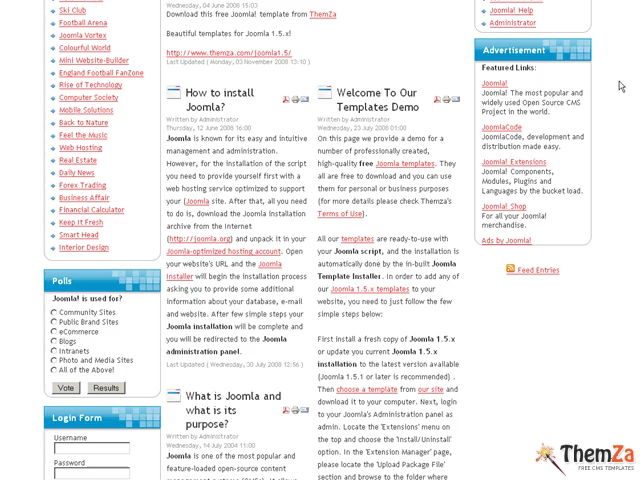 Ski Club
Football Arena
Joomla Vortex
Colourful World
Mini Website-Builder
England Football FanZone
Rise of Technology
Computer Society
Mobile Solutions
Back to Nature
Feel the Music
Web Hosting
Real Estate
Daily News
Forex Trading
Business Affair
Financial Calculator
Keep It Fresh
Smart Head
Interior Design
Polls
Joomla! is used for?
Community Sites
Public Brand Sites
eCommerce
Blogs
Intranets
Photo and Media Sites
All of the Above!
Vote Results
Login Form
Username
Password
Wednesday, 04 June 2008 15:03
Download this free Joomla! template from ThemZa
Beautiful templates for Joomla 1.5.x!
http://www.themza.com/joomla1.5/
Last Updated ( Monday, 03 November 2008 13:10 )
How to install
Joomla?
Written by Administrator
Thursday, 12 June 2008 16:00
Joomla is known for its easy and intuitive
management and administration.
However, for the installation of the script
you need to provide yourself first with a
web hosting service optimized to support
your (Joomla site. After that, all you need
to do is, download the Joomla installation
archive from the Internet
(http://joomla.org) and unpack it in your
Joomla-optimized hosting account. Open
your website's URL and the Joomla
Installer will begin the installation process
asking you to provide some additional
information about your database, e-mail
and website. After few simple steps your
Joomla installation will be complete and
you will be redirected to the Joomla
administration panel.
Last Updated ( Wednesday, 30 July 2008 12:56 )
What is Joomla and
what is its
purpose?
Written by Administrator
Wednesday, 14 July 2004 11:00
Joomla is one of the most popular and
feature-loaded open-source content
Welcome To Our
Templates Demo
Written by Administrator
Wednesday, 23 July 2008 01:00
On this page we provide a demo for a
number of professionally created,
high-quality free Joomla templates. They
all are free to download and you can use
them for personal or business purposes
(for more details please check Themza's
Terms of Use).
All our templates are ready-to-use with
your Joomla script, and the installation is
automatically done by the in-built Joomla
Template Installer. In order to add any of
our Joomla 1.5.x templates to your
website, you need to just follow the few
simple steps below:
First install a fresh copy of Joomla 1.5.x
or update you current Joomla 1.5.x
installation to the latest version available
(Joomla 1.5.1 or later is recommended) .
Then choose a template from our site and
download it to your computer. Next, login
to your Joomla's Administration panel as
admin. Locate the 'Extensions' menu on
the top and choose the 'Install/Uninstall'
option. In the 'Extension Manager' page,
please locate the 'Upload Package File'
section and browse to the folder where
Joomla Help
Administrator
Advertisement
Featured Links:
Joomla!
Joomla! The most popular and
widely used Open Source CMS
Project in the world.
JoomlaCode
JoomlaCode, development and
distribution made easy.
Joomla! Extensions
Joomla! Components,
Modules, Plugins and
Languages by the bucket load.
Joomla! Shop
For all your Joomla!
merchandise.
Ads by Joomla!
Feed Entries
ThemZa
FREE CMS TEMPLATES